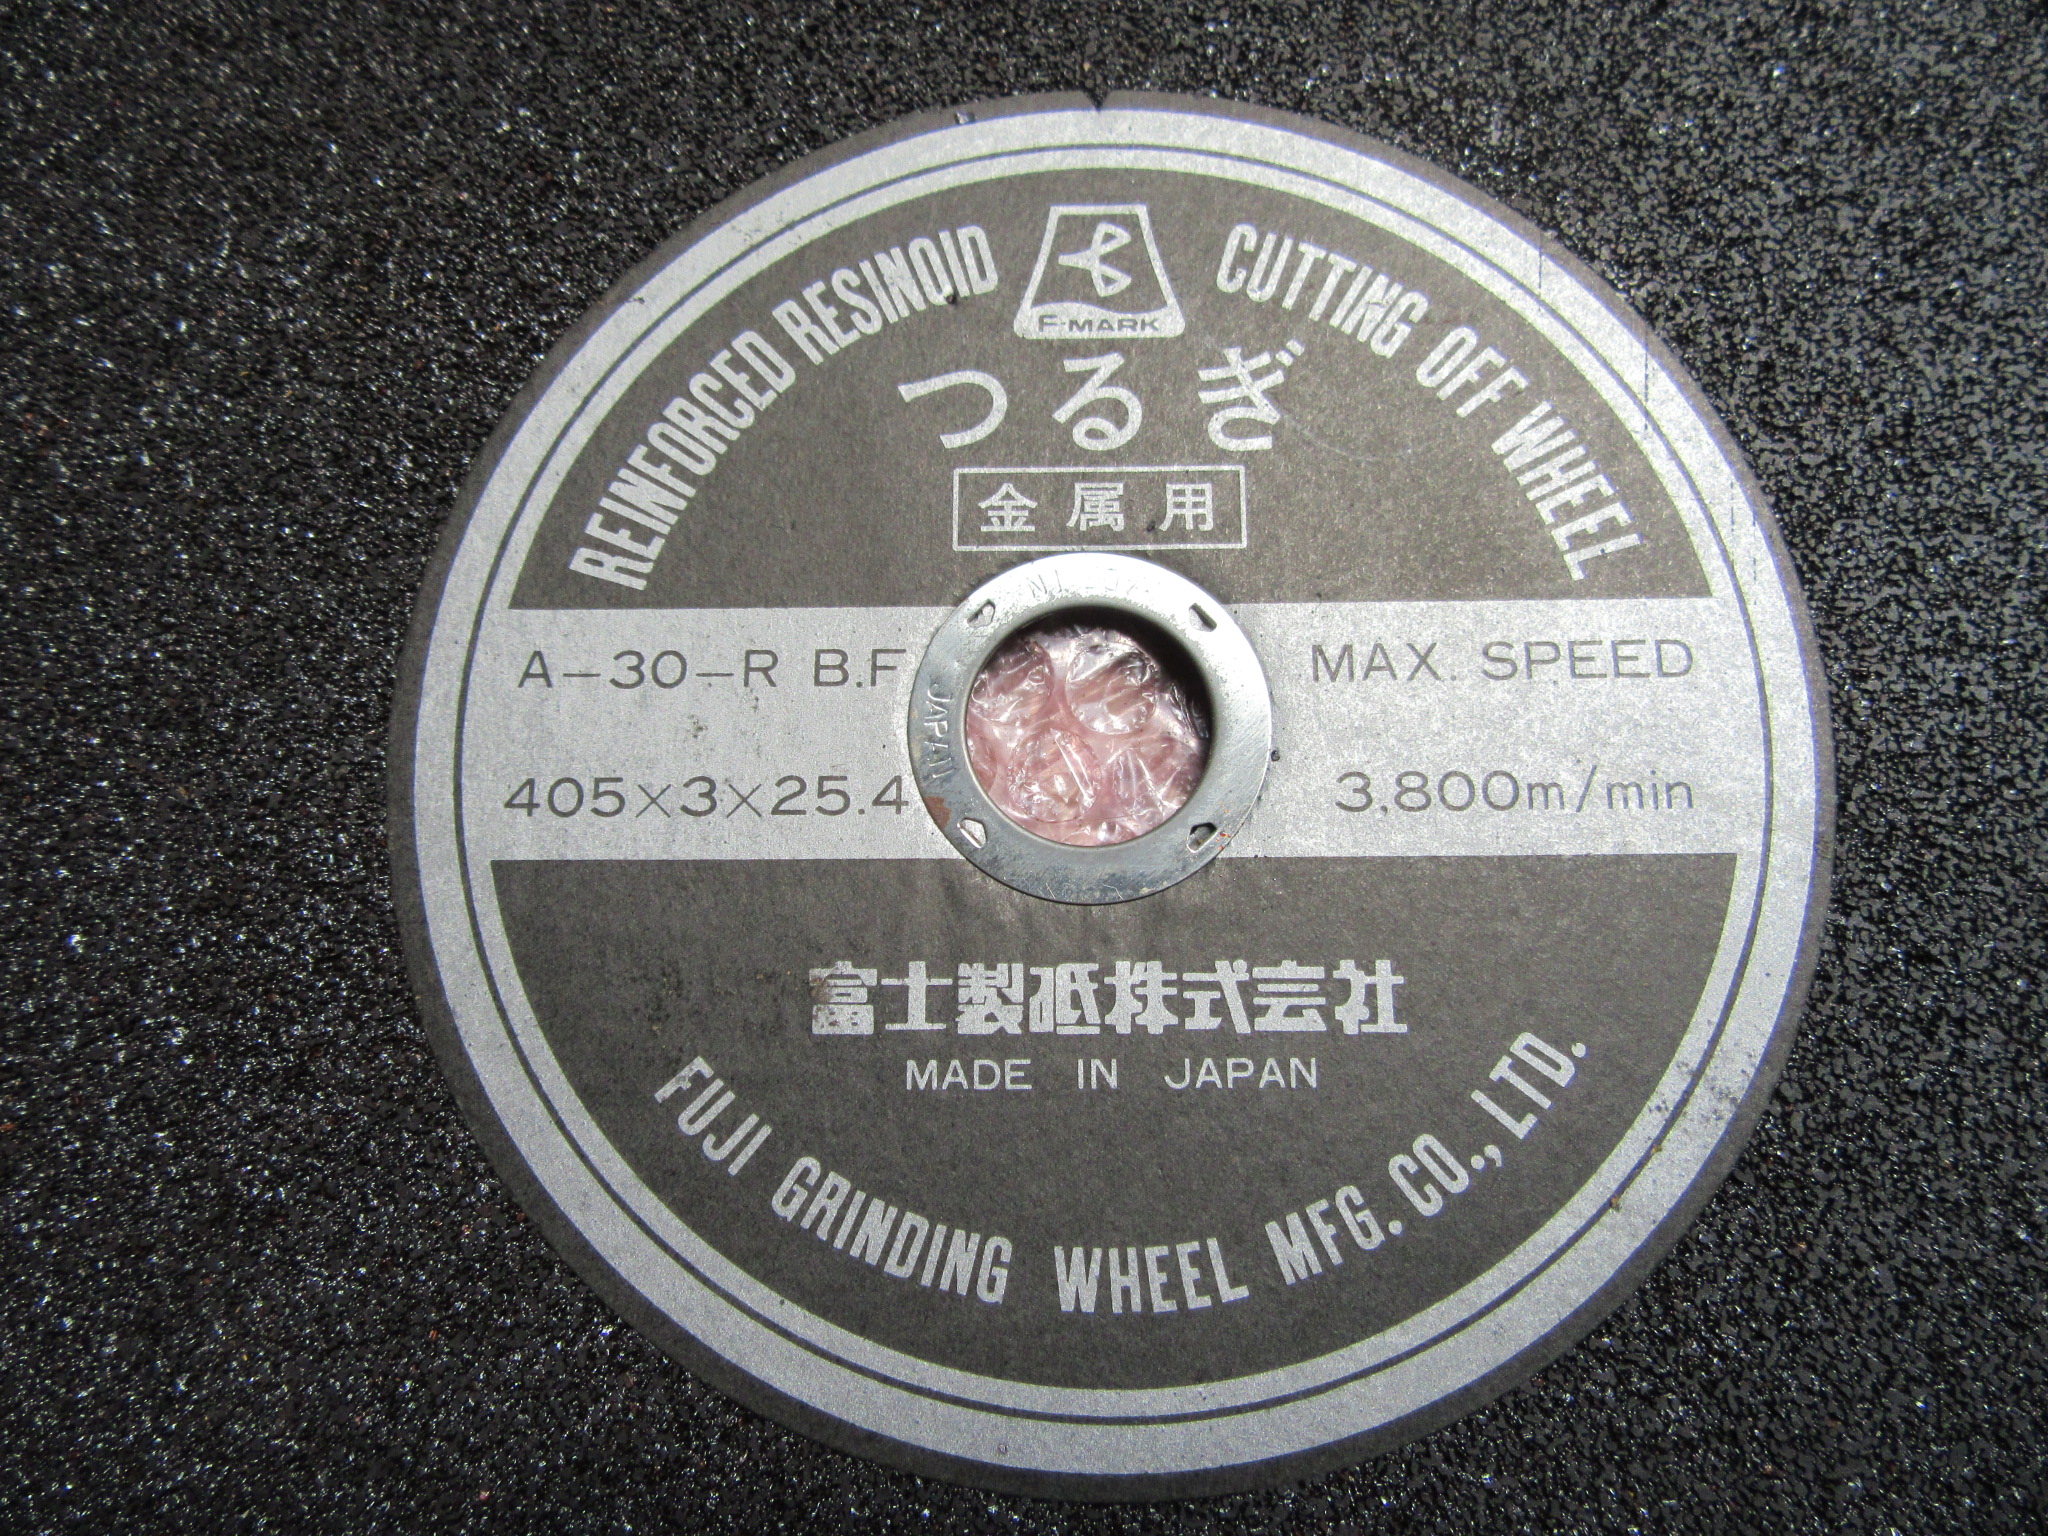 REINFORCED RESINOID CUTTING OFF WHEEL
F-MARK
つるぎ
金属用
A-30-R B.F
MAX. SPEED
405×3×25.4
3,800m/min
JAPAN
富士製砥株式会社
MADE IN JAPAN
FUJI GRINDING WHEEL MFG. CO., LTD.